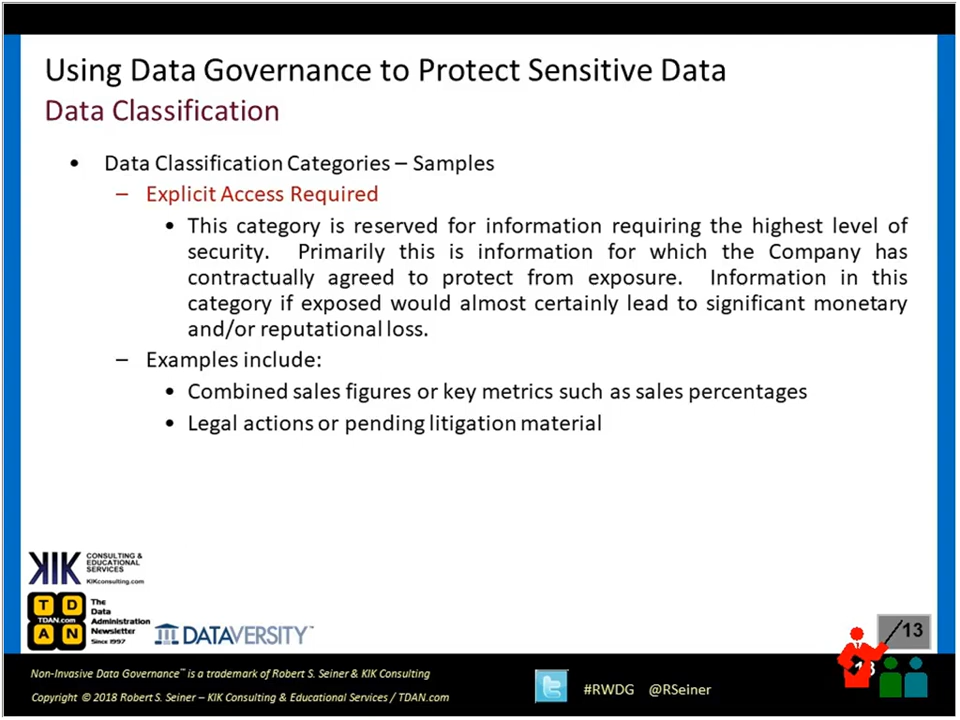 Using Data Governance to Protect Sensitive Data
Data Classification
• Data Classification Categories – Samples
– Explicit Access Required
• This category is reserved for information requiring the highest level of
security. Primarily this is information for which the Company has
contractually agreed to protect from exposure. Information in this
category if exposed would almost certainly lead to significant monetary
and/or reputational loss.
– Examples include:
• Combined sales figures or key metrics such as sales percentages
• Legal actions or pending litigation material
KIK CONSULTING &
EDUCATIONAL
SERVICES
KIKconsulting.com
T D
TDAN.com
A N
The
Data
Administration
Newsletter
Since 1997
DATAVERSITY™
13
13
Non-Invasive Data Governance™ is a trademark of Robert S. Seiner & KIK Consulting
Copyright © 2018 Robert S. Seiner – KIK Consulting & Educational Services / TDAN.com
#RWDG @RSeiner